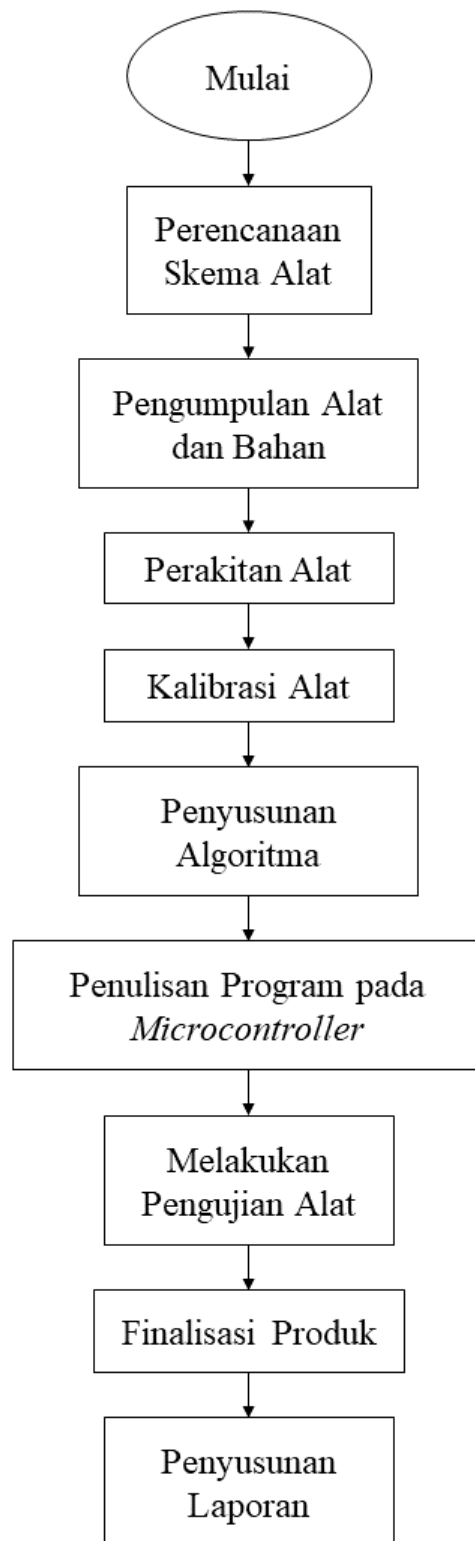 Mulai
Perencanaan
Skema Alat
Pengumpulan Alat
dan Bahan
Perakitan Alat
Kalibrasi Alat
Penyusunan
Algoritma
Penulisan Program pada
Microcontroller
Melakukan
Pengujian Alat
Finalisasi Produk
Penyusunan
Laporan